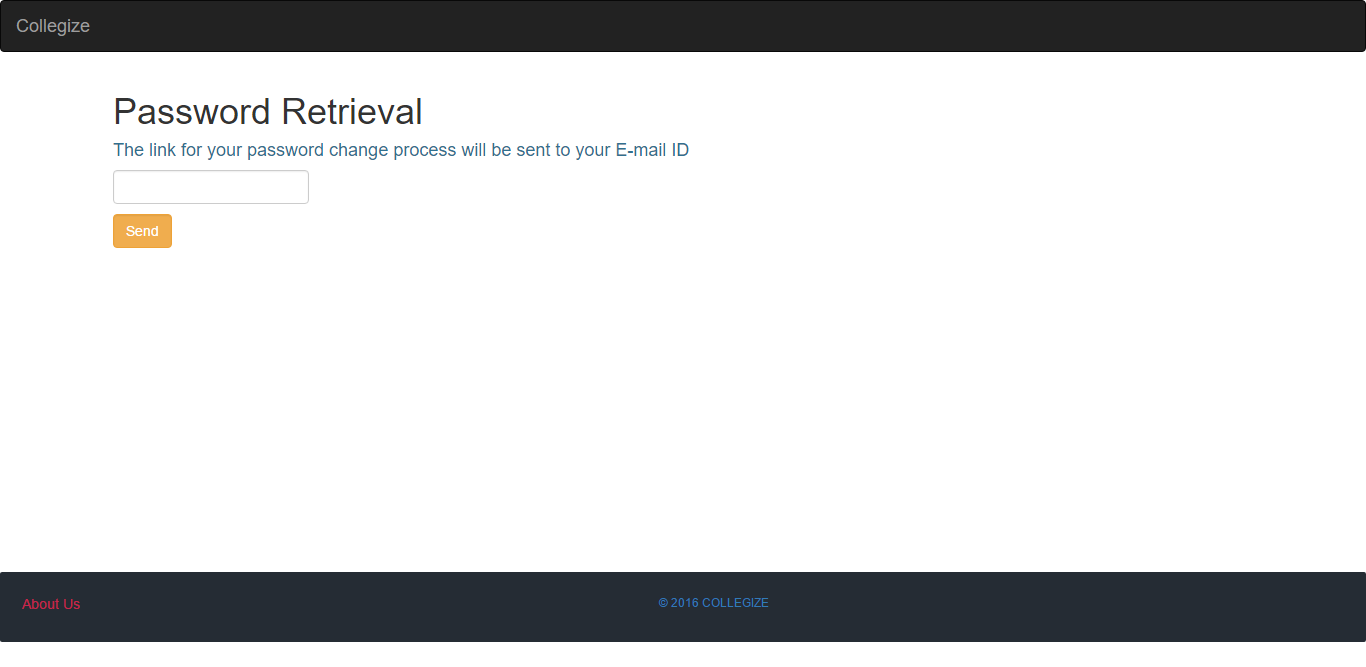 Collegize
Password Retrieval
The link for your password change process will be sent to your E-mail ID
Send
About Us
© 2016 COLLEGIZE